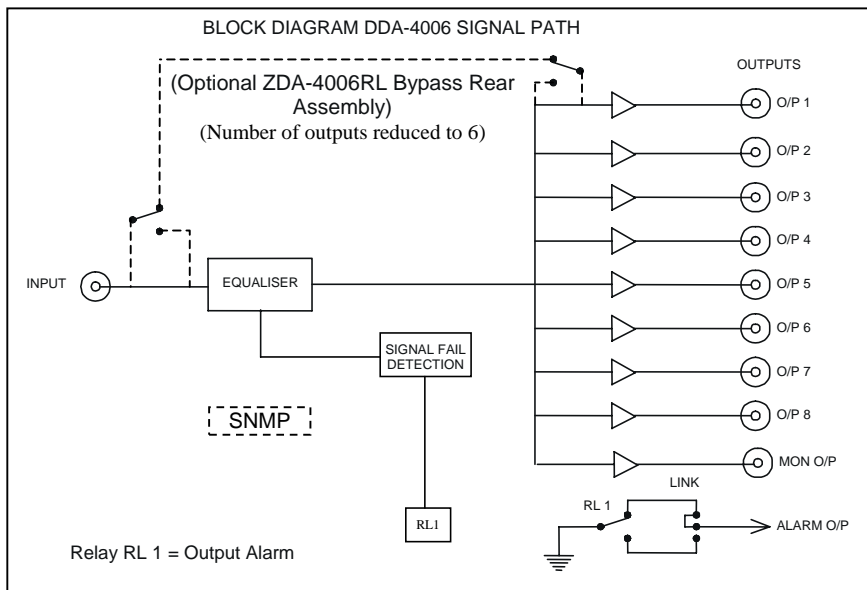 BLOCK DIAGRAM DDA-4006 SIGNAL PATH
OUTPUTS
(Optional ZDA-4006RL Bypass Rear
Assembly)
(Number of outputs reduced to 6)
O/P 1
O/P 2
O/P 3
O/P 4
INPUT
EQUALISER
O/P 5
O/P 6
SIGNAL FAIL
DETECTION
O/P 7
SNMP
O/P 8
MON O/P
LINK
RL 1
RL1
ALARM O/P
Relay RL 1 = Output Alarm